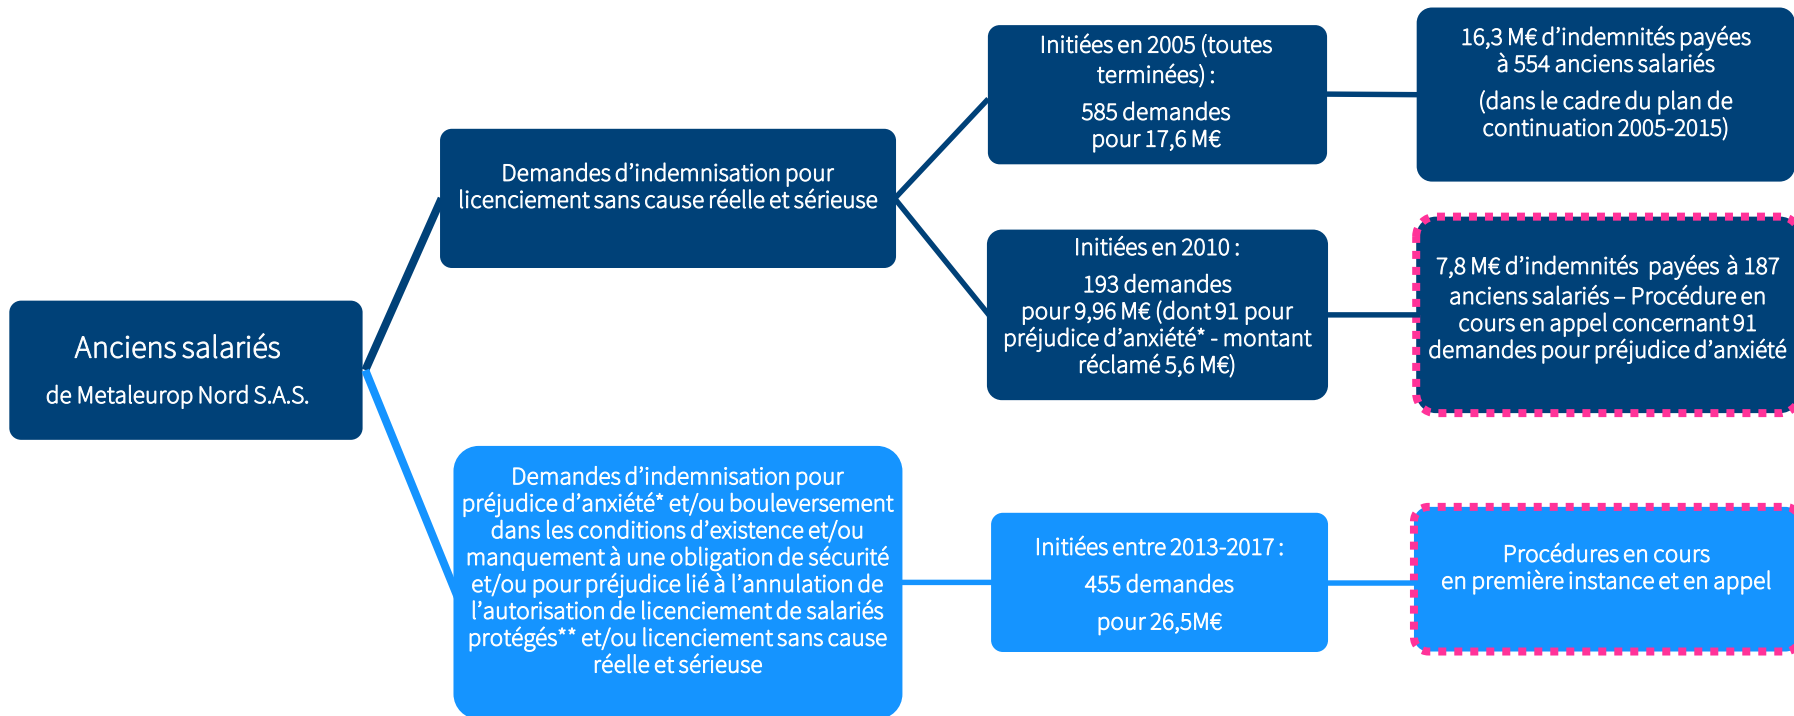 Anciens salariés
de Metaleurop Nord S.A.S.
Demandes d’indemnisation pour
licenciement sans cause réelle et sérieuse
Initiées en 2005 (toutes
terminées) :
585 demandes
pour 17,6 M€
16,3 M€ d’indemnités payées
à 554 anciens salariés
(dans le cadre du plan de
continuation 2005-2015)
Initiées en 2010 :
193 demandes
pour 9,96 M€ (dont 91 pour
préjudice d’anxiété* - montant
réclamé 5,6 M€)
7,8 M€ d’indemnités payées à 187
anciens salariés – Procédure en
cours en appel concernant 91
demandes pour préjudice d’anxiété
Demandes d’indemnisation pour
préjudice d’anxiété* et/ou bouleversement
dans les conditions d’existence et/ou
manquement à une obligation de sécurité
et/ou pour préjudice lié à l’annulation de
l’autorisation de licenciement de salariés
protégés** et/ou licenciement sans cause
réelle et sérieuse
Initiées entre 2013-2017 :
455 demandes
pour 26,5M€
Procédures en cours
en première instance et en appel